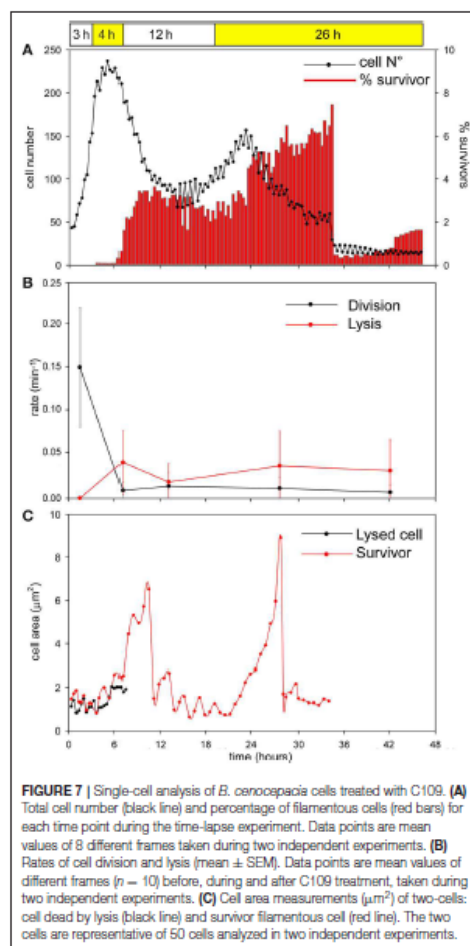 3 h 4 h 12 h 26 h
A
cell N°
% survivor
250
200
150
100
50
0
cell number
10
8
6
4
2
0
% survivors
B
Division
Lysis
0.25
0.20
0.15
0.10
0.05
0.00
rate (min⁻¹)
C
Lysed cell
Survivor
10
8
6
4
2
0
cell area (μm²)
0 6 12 18 24 30 36 42 48
time (hours)
FIGURE 7 | Single-cell analysis of B. cenocepacia cells treated with C109. (A)
Total cell number (black line) and percentage of filamentous cells (red bars) for
each time point during the time-lapse experiment. Data points are mean
values of 8 different frames taken during two independent experiments. (B)
Rates of cell division and lysis (mean ± SEM). Data points are mean values of
different frames (n = 10) before, during and after C109 treatment, taken during
two independent experiments. (C) Cell area measurements (μm²) of two-cells:
cell dead by lysis (black line) and survivor filamentous cell (red line). The two
cells are representative of 50 cells analyzed in two independent experiments.